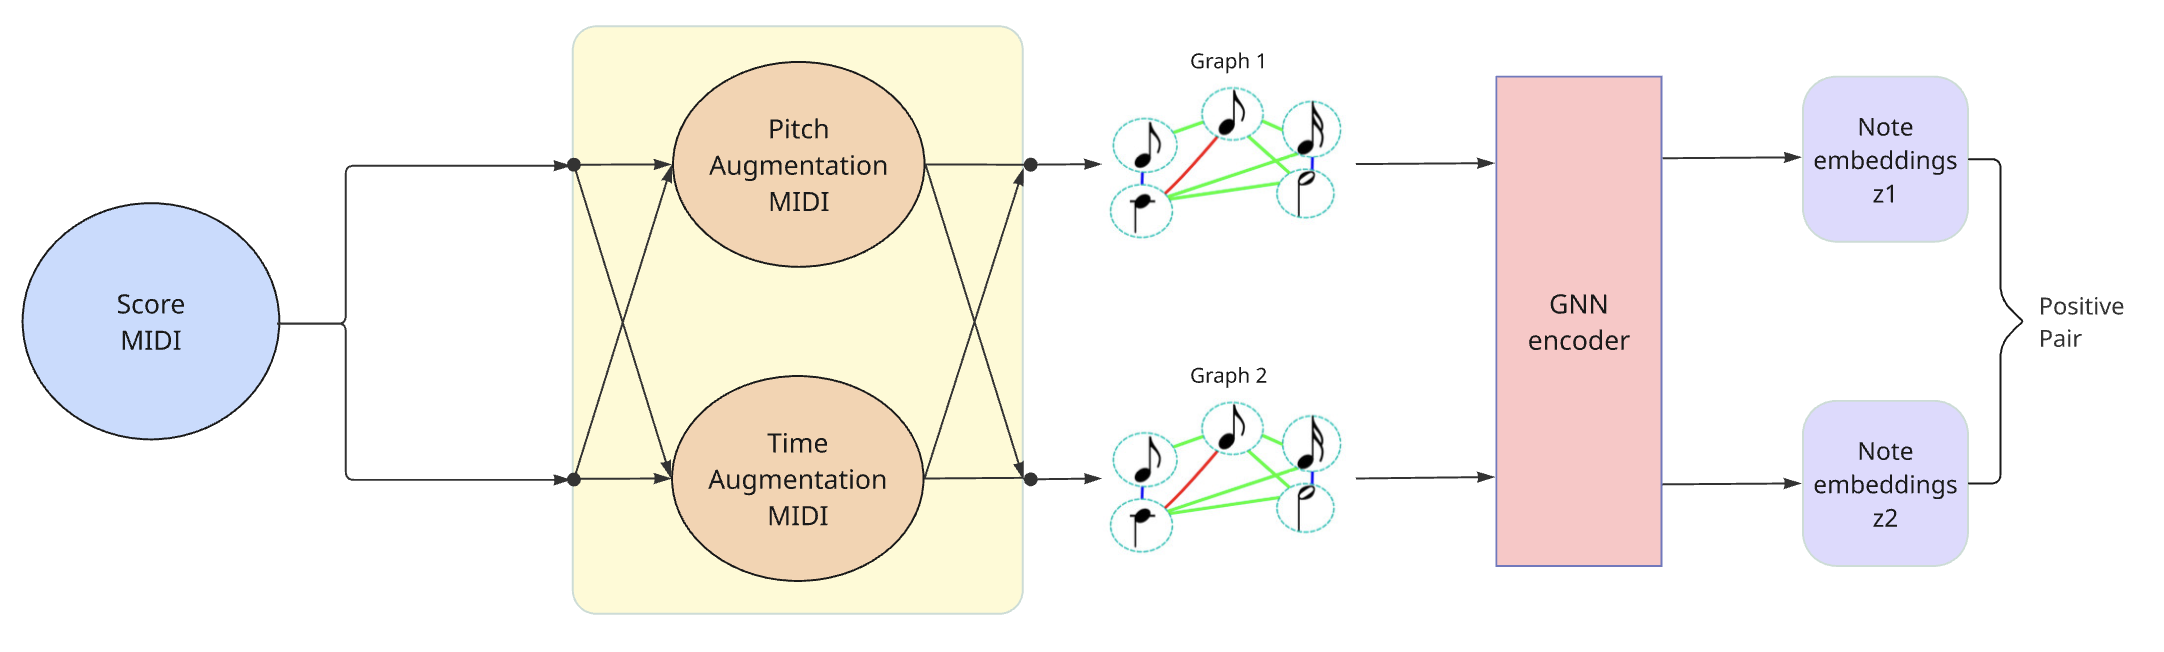 Score
MIDI
Pitch
Augmentation
MIDI
Time
Augmentation
MIDI
Graph 1
Graph 2
GNN
encoder
Note
embeddings
z1
Note
embeddings
z2
Positive
Pair